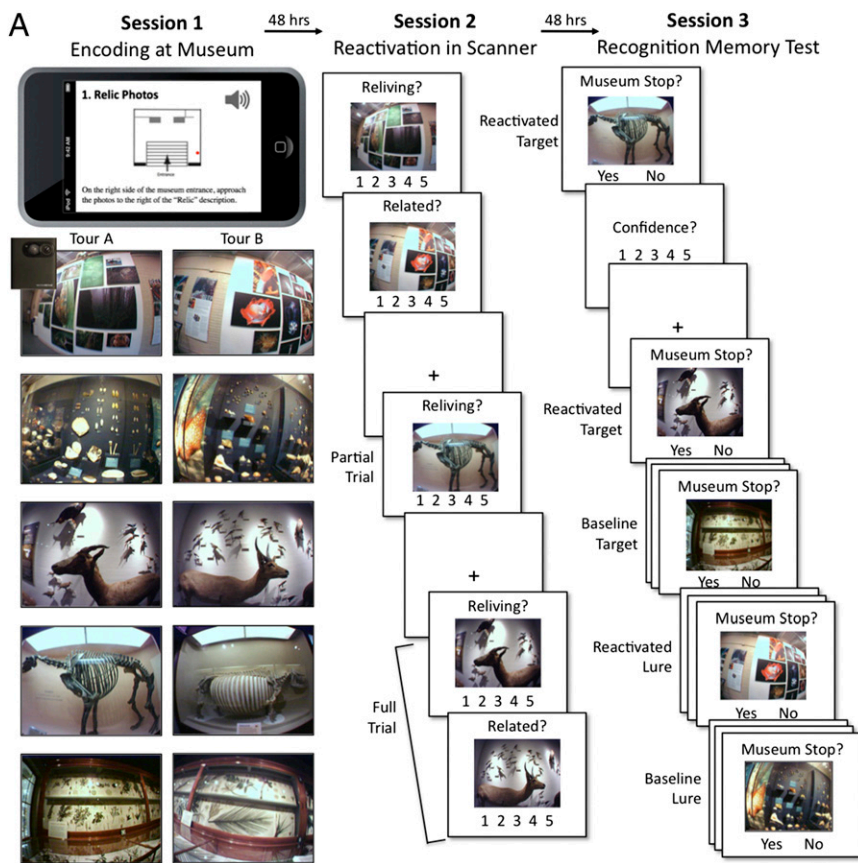 A
Session 1
Encoding at Museum
48 hrs
Session 2
Reactivation in Scanner
48 hrs
Session 3
Recognition Memory Test
1. Relic Photos
Entrance
On the right side of the museum entrance, approach
the photos to the right of the “Relic” description.
iPod
9:42 AM
Tour A
Tour B
Reliving?
1 2 3 4 5
Related?
1 2 3 4 5
+
Partial
Trial
Reliving?
1 2 3 4 5
+
Full
Trial
Reliving?
1 2 3 4 5
Related?
1 2 3 4 5
Reactivated
Target
Museum Stop?
Yes No
Confidence?
1 2 3 4 5
+
Reactivated
Target
Museum Stop?
Yes No
Baseline
Target
Museum Stop?
Yes No
Reactivated
Lure
Museum Stop?
Yes No
Baseline
Lure
Museum Stop?
Yes No